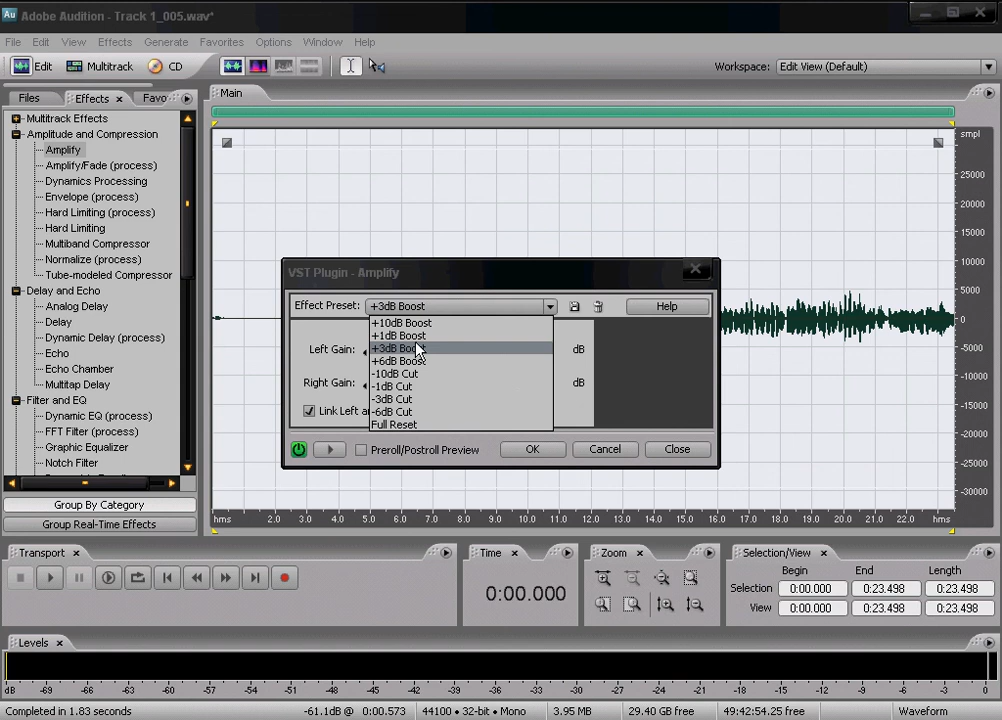 Au Adobe Audition - Track 1_005.wav*
File Edit View Effects Generate Favorites Options Window Help
Edit Multitrack CD Workspace: Edit View (Default)
Files Effects x Favo Main
Multitrack Effects
Amplitude and Compression
Amplify
Amplify/Fade (process)
Dynamics Processing
Envelope (process)
Hard Limiting (process)
Hard Limiting
Multiband Compressor
Normalize (process)
Tube-modeled Compressor
Delay and Echo
Analog Delay
Delay
Dynamic Delay (process)
Echo
Echo Chamber
Multitap Delay
Filter and EQ
Dynamic EQ (process)
FFT Filter (process)
Graphic Equalizer
Notch Filter
Group By Category
Group Real-Time Effects
smpl
25000
20000
15000
10000
5000
0
-5000
-10000
-15000
-20000
-25000
-30000
VST Plugin - Amplify
Effect Preset: +3dB Boost Help
+10dB Boost
+1dB Boost
+3dB Boost
+6dB Boost
-10dB Cut
-1dB Cut
-3dB Cut
-6dB Cut
Full Reset
Left Gain: dB
Right Gain: dB
Link Left
Preroll/Postroll Preview OK Cancel Close
hms 2.0 3.0 4.0 5.0 6.0 7.0 8.0 9.0 10.0 11.0 12.0 13.0 14.0 15.0 16.0 17.0 18.0 19.0 20.0 21.0 22.0 hms
Transport x Time x Zoom x Selection/View x
Begin End Length
Selection 0:00.000 0:23.498 0:23.498
View 0:00.000 0:23.498 0:23.498
0:00.000
Levels x
dB -69 -66 -63 -60 -57 -54 -51 -48 -45 -42 -39 -36 -33 -30 -27 -24 -21 -18 -15 -12 -9 -6 -3 0
Completed in 1.83 seconds -61.1dB @ 0:00.573 44100 • 32-bit • Mono 3.95 MB 29.40 GB free 49:42:54.25 free Waveform